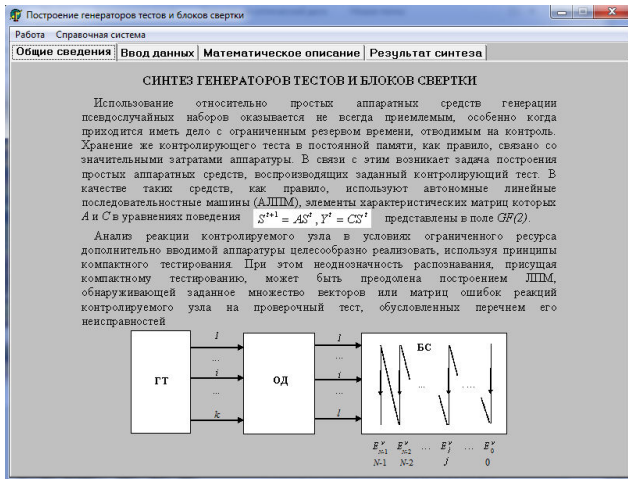 Построение генераторов тестов и блоков свертки
Работа Справочная система
Общие сведения Ввод данных Математическое описание Результат синтеза
СИНТЕЗ ГЕНЕРАТОРОВ ТЕСТОВ И БЛОКОВ СВЕРТКИ
Использование относительно простых аппаратных средств генерации
псевдослучайных наборов оказывается не всегда приемлемым, особенно когда
приходится иметь дело с ограниченным резервом времени, отводимым на контроль.
Хранение же контролирующего теста в постоянной памяти, как правило, связано со
значительными затратами аппаратуры. В связи с этим возникает задача построения
простых аппаратных средств, воспроизводящих заданный контролирующий тест. В
качестве таких средств, как правило, используют автономные линейные
последовательностные машины (АЛПМ), элементы характеристических матриц которых
A и C в уравнениях поведения S^{t+1} = AS^t, Y^t = CS^t представлены в поле GF(2).
Анализ реакции контролируемого узла в условиях ограниченного ресурса
дополнительно вводимой аппаратуры целесообразно реализовать, используя принципы
компактного тестирования. При этом неоднозначность распознавания, присущая
компактному тестированию, может быть преодолена построением ЛПМ,
обнаруживающей заданное множество векторов или матриц ошибок реакций
контролируемого узла на проверочный тест, обусловленных перечнем его
неисправностей
1 1 БС
... ...
ГТ i ОД i ... ....
... ...
k l
E^v_{N-1} E^v_{N-2} ... E^v_j ... E^v_0
N-1 N-2 j 0